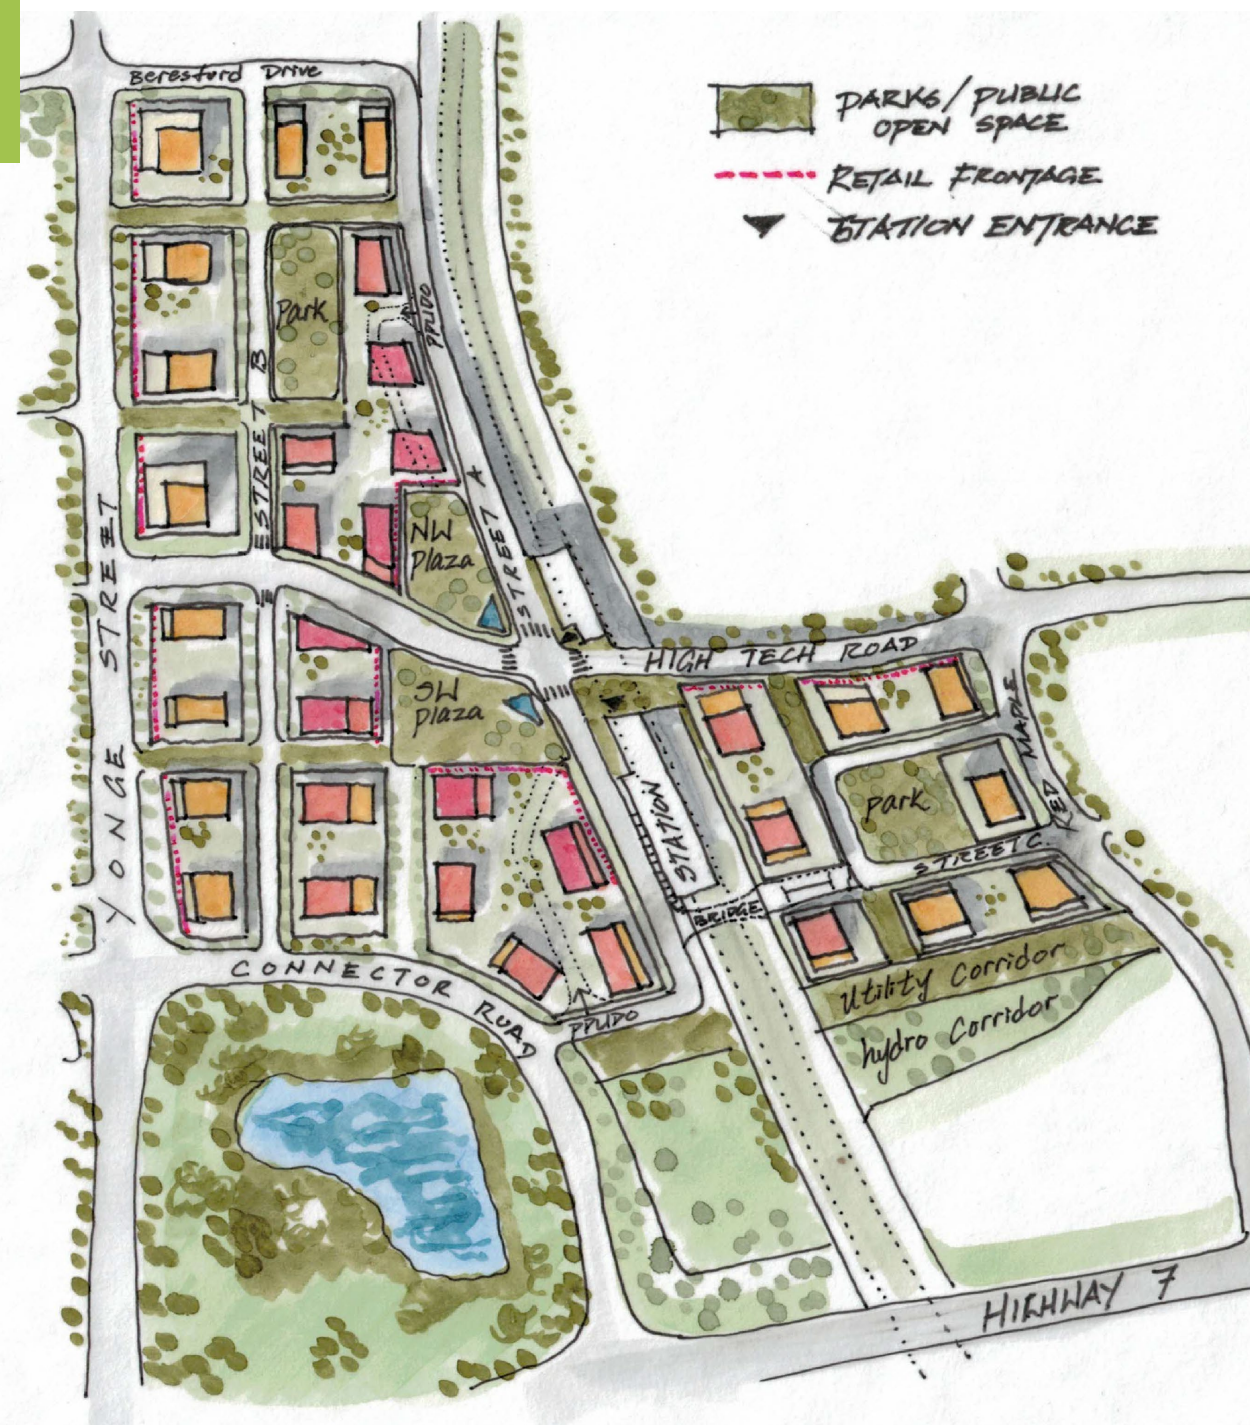 Beresford Drive
PARKS/PUBLIC
OPEN SPACE
RETAIL FRONTAGE
STATION ENTRANCE
Park
PPUDO
STREET B
STREET A
NW
Plaza
YONGE STREET
HIGH TECH ROAD
SW
Plaza
RED MAPLE
STATION
Park
STREET C
BRIDGE
CONNECTOR ROAD
Utility Corridor
PPUDO
hydro Corridor
HIGHWAY 7